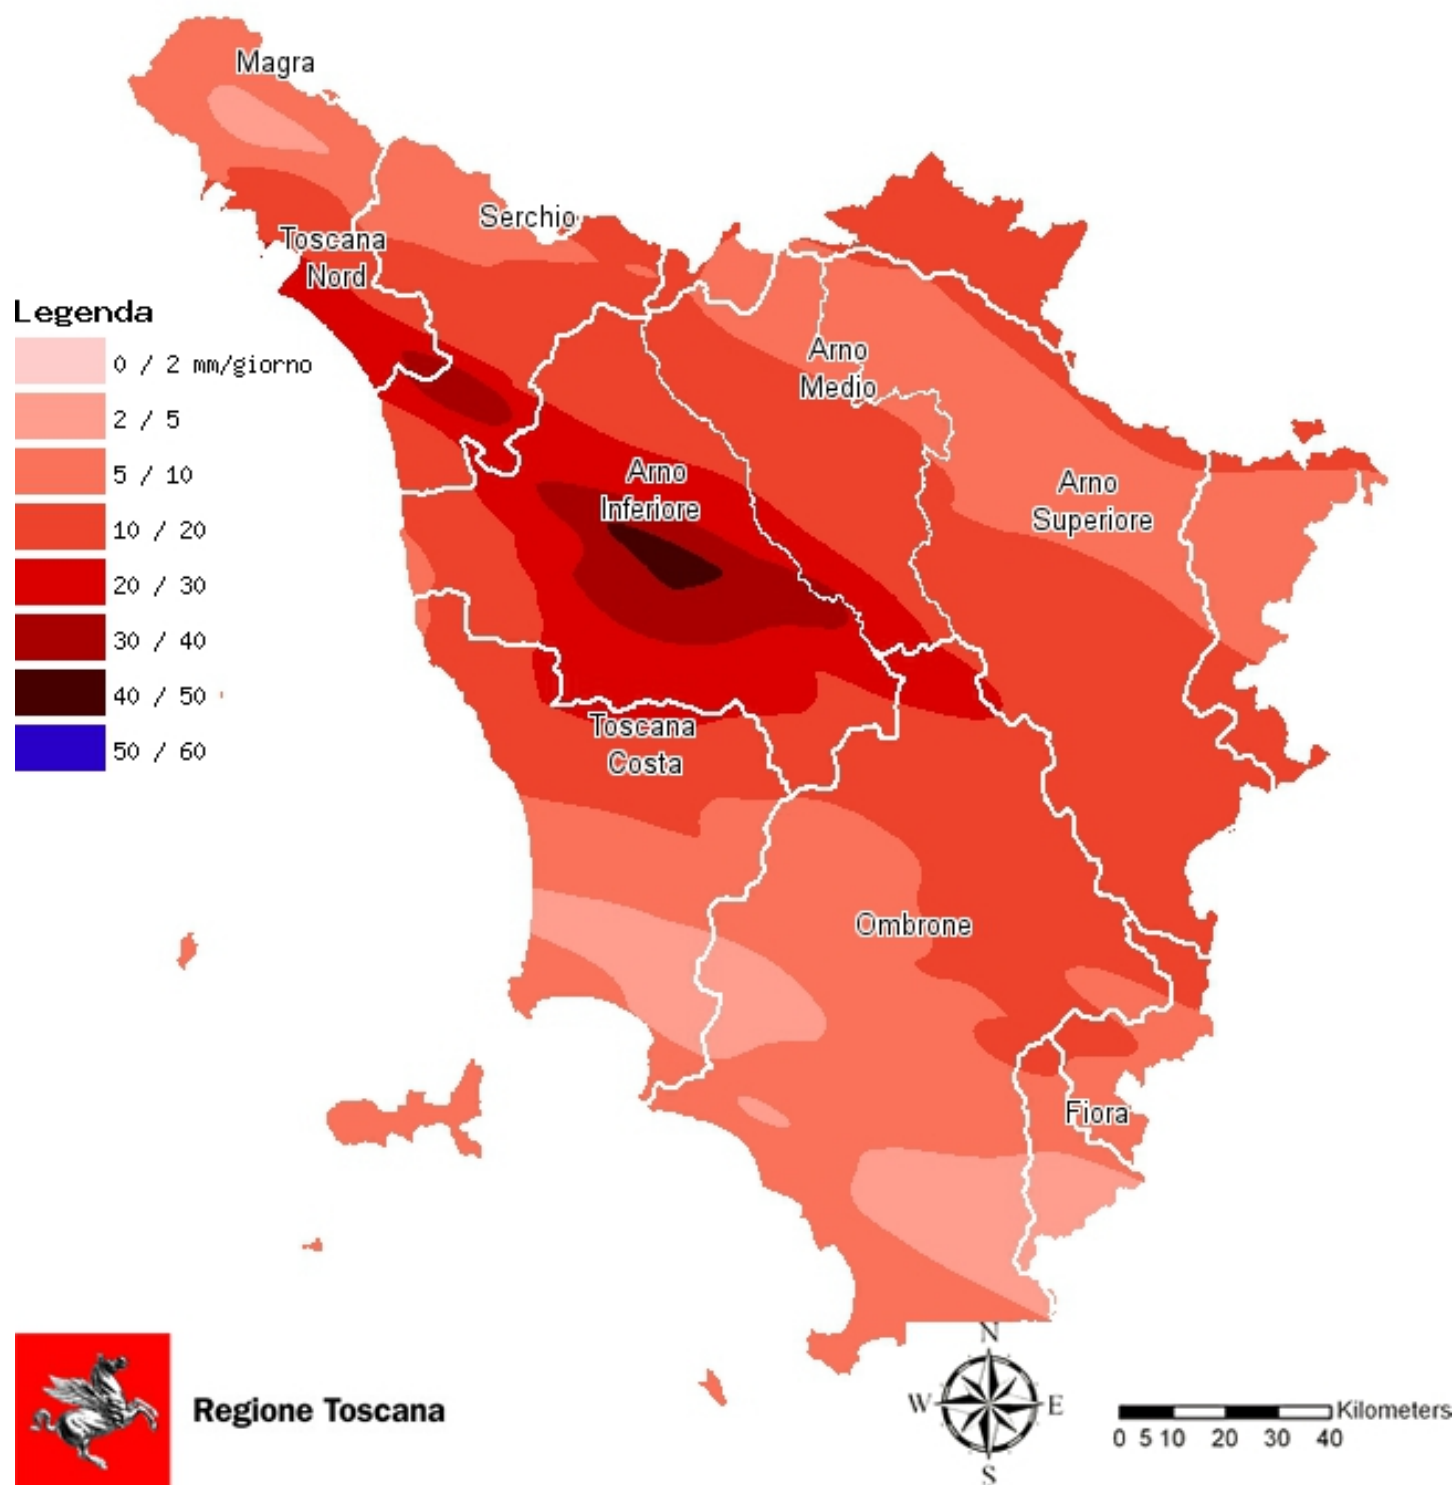 Magra
Serchio
Toscana
Nord
Legenda
0 / 2 mm/giorno
2 / 5
5 / 10
10 / 20
20 / 30
30 / 40
40 / 50
50 / 60
Arno
Medio
Arno
Inferiore
Arno
Superiore
Toscana
Costa
Ombrone
Fiora
Regione Toscana
N
W
E
S
Kilometers
0 5 10 20 30 40